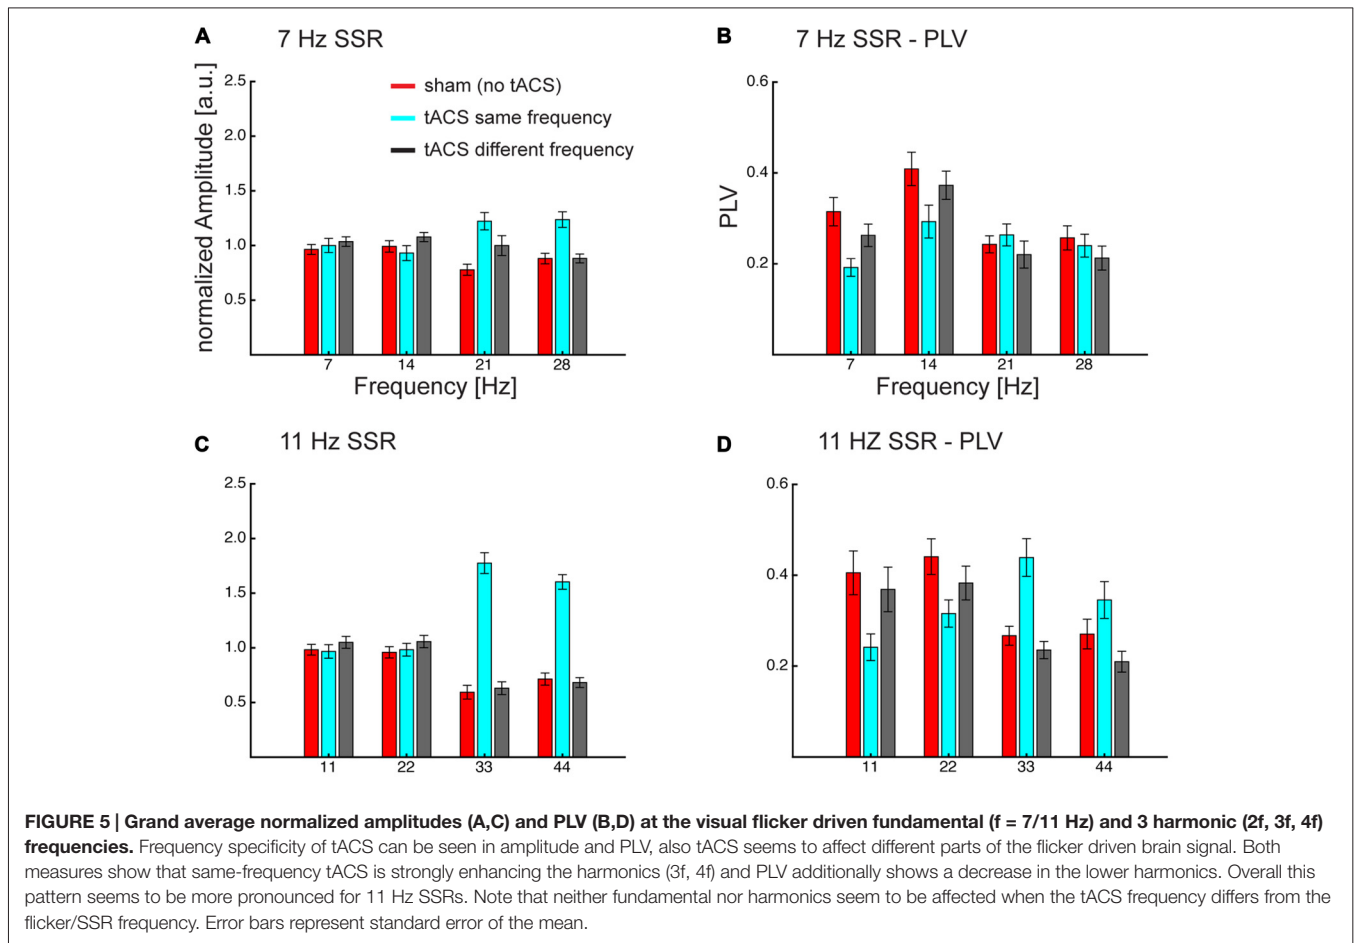 A 7 Hz SSR
normalized Amplitude [a.u.]
2.5
2.0
1.5
1.0
0.5
sham (no tACS)
tACS same frequency
tACS different frequency
7 14 21 28
Frequency [Hz]
B 7 Hz SSR - PLV
PLV
0.6
0.4
0.2
7 14 21 28
Frequency [Hz]
C 11 Hz SSR
2.5
2.0
1.5
1.0
0.5
11 22 33 44
D 11 HZ SSR - PLV
0.6
0.4
0.2
11 22 33 44
FIGURE 5 | Grand average normalized amplitudes (A,C) and PLV (B,D) at the visual flicker driven fundamental (f = 7/11 Hz) and 3 harmonic (2f, 3f, 4f)
frequencies. Frequency specificity of tACS can be seen in amplitude and PLV, also tACS seems to affect different parts of the flicker driven brain signal. Both
measures show that same-frequency tACS is strongly enhancing the harmonics (3f, 4f) and PLV additionally shows a decrease in the lower harmonics. Overall this
pattern seems to be more pronounced for 11 Hz SSRs. Note that neither fundamental nor harmonics seem to be affected when the tACS frequency differs from the
flicker/SSR frequency. Error bars represent standard error of the mean.